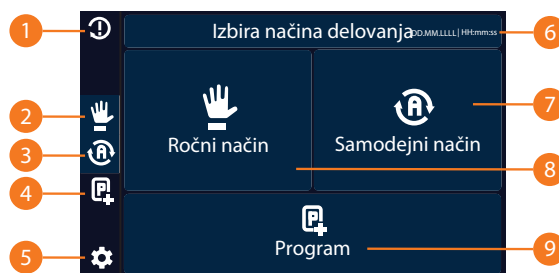 1
Izbira načina delovanja DD.MM.LLLL| HH:mm:ss
6
2
3
4
5
Ročni način
Samodejni način
7
8
Program
9